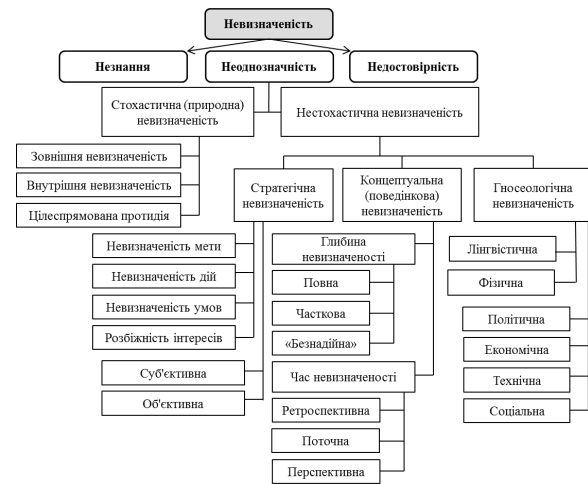 Невизначеність
Незнання
Неоднозначність
Недостовірність
Стохастична (природна)
невизначеність
Нестохастична невизначеність
Зовнішня невизначеність
Внутрішня невизначеність
Цілеспрямована протидія
Стратегічна
невизначеність
Концептуальна
(поведінкова)
невизначеність
Гносеологічна
невизначеність
Невизначеність мети
Невизначеність дій
Невизначеність умов
Розбіжність інтересів
Суб'єктивна
Об'єктивна
Глибина
невизначеності
Повна
Часткова
«Безнадійна»
Час невизначеності
Ретроспективна
Поточна
Перспективна
Лінгвістична
Фізична
Політична
Економічна
Технічна
Соціальна